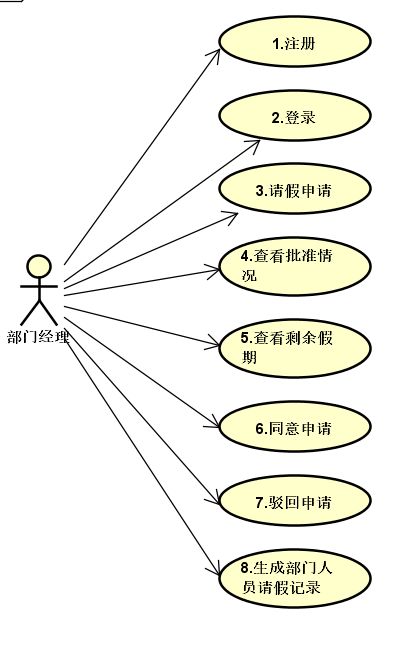 1.注册
2.登录
3.请假申请
4.查看批准情
况
部门经理
5.查看剩余假
期
6.同意申请
7.驳回申请
8.生成部门人
员请假记录